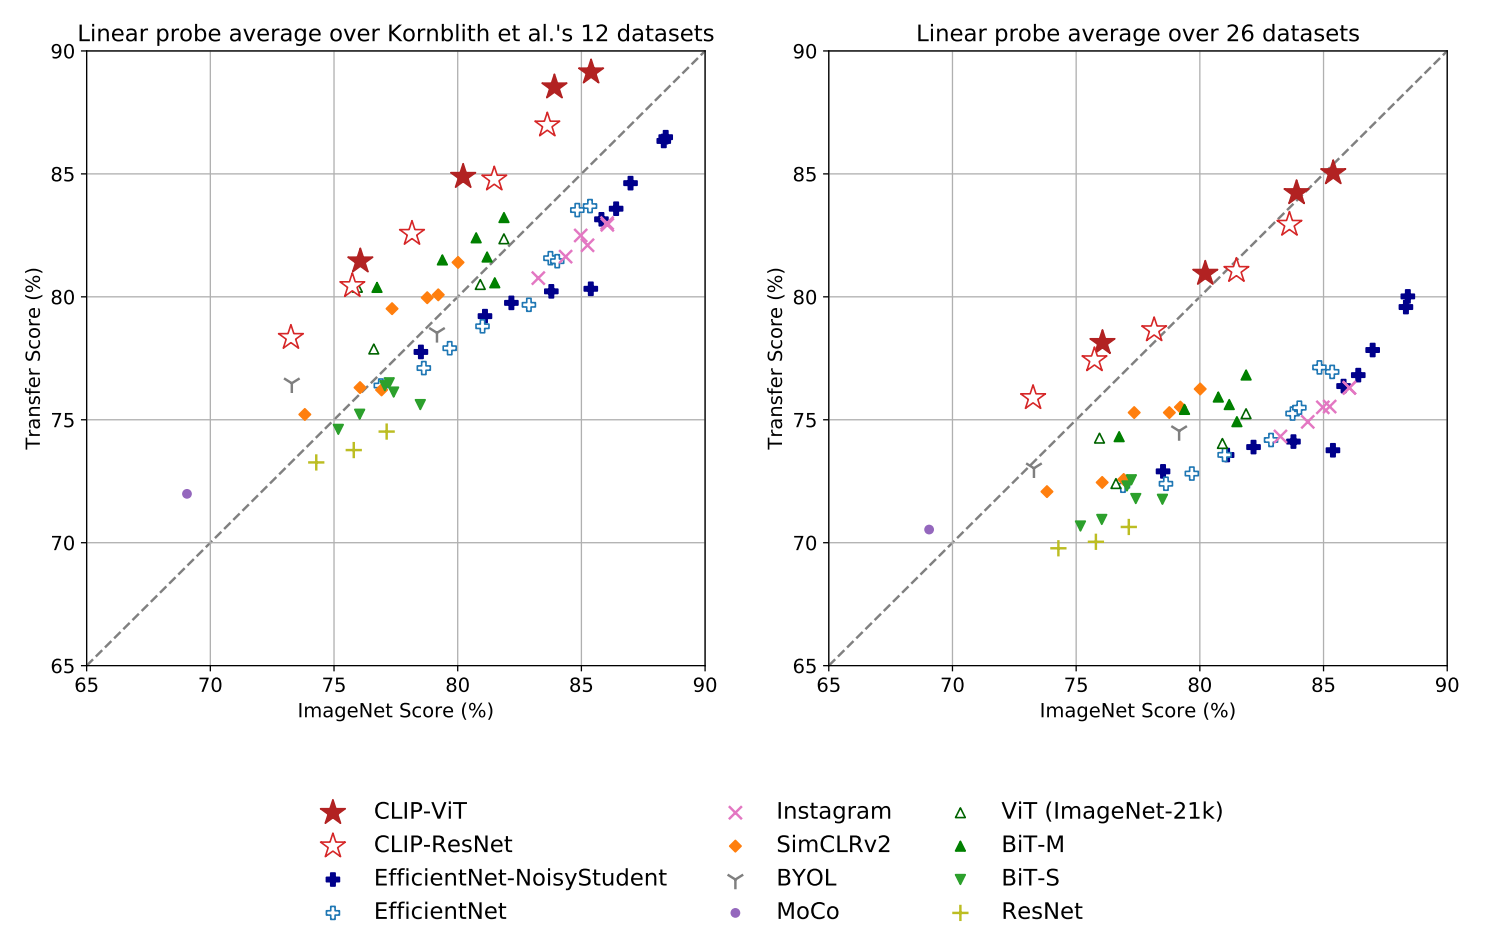 Linear probe average over Kornblith et al.'s 12 datasets
90
85
80
75
70
65
Transfer Score (%)
65 70 75 80 85 90
ImageNet Score (%)
Linear probe average over 26 datasets
90
85
80
75
70
65
Transfer Score (%)
65 70 75 80 85 90
ImageNet Score (%)
CLIP-ViT
CLIP-ResNet
EfficientNet-NoisyStudent
EfficientNet
Instagram
SimCLRv2
BYOL
MoCo
ViT (ImageNet-21k)
BiT-M
BiT-S
ResNet